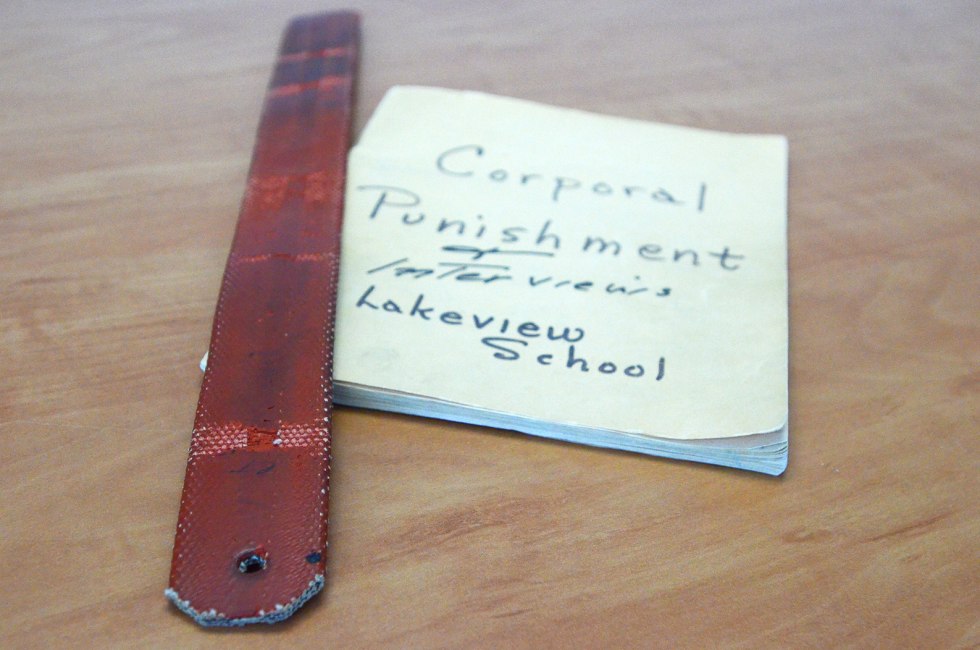 Corporal
Punishment
&
Interviews
Lakeview
School